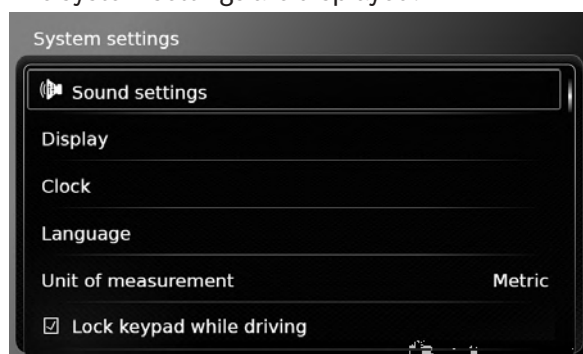 System settings
Sound settings
Display
Clock
Language
Unit of measurement Metric
Lock keypad while driving